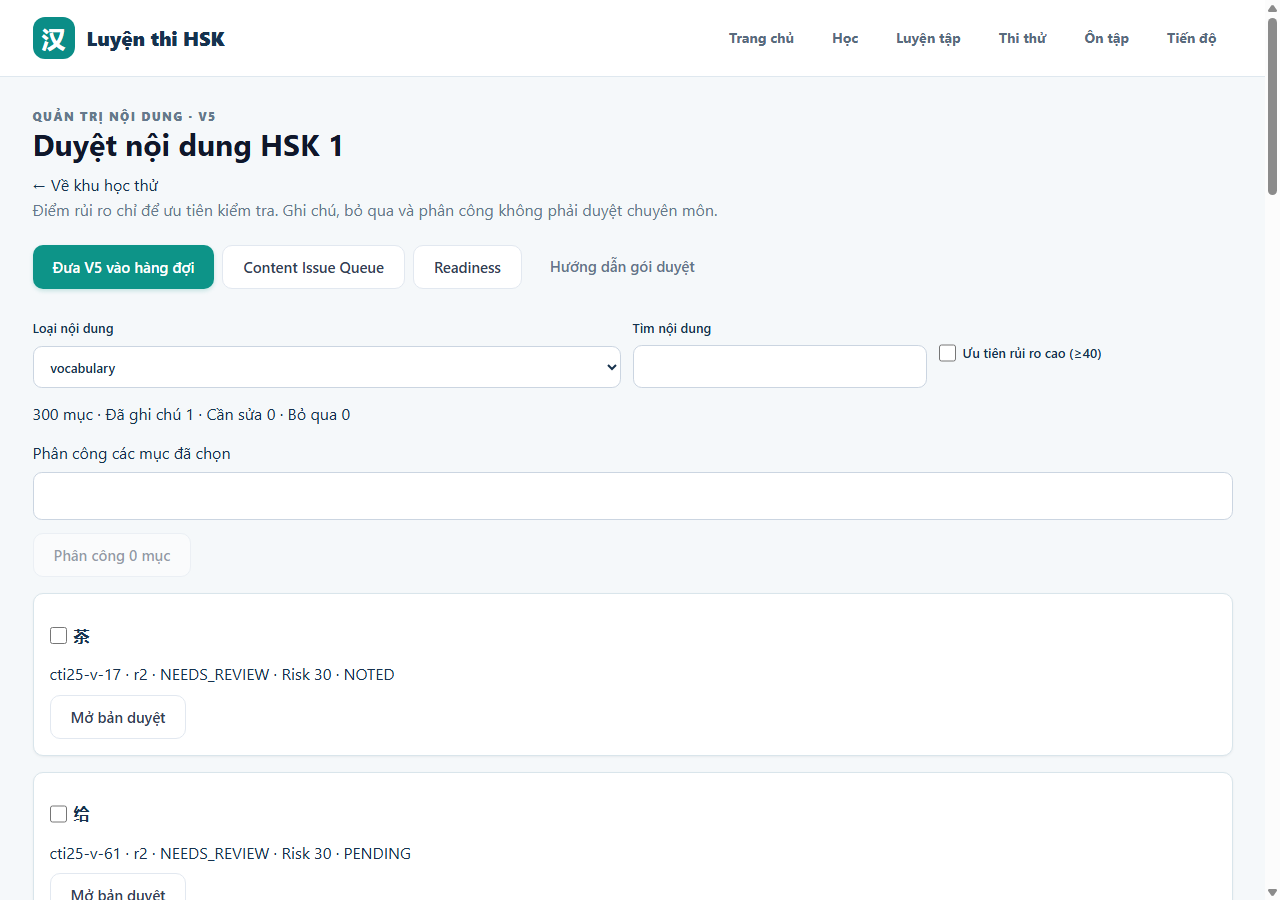 汉 Luyện thi HSK
Trang chủ Học Luyện tập Thi thử Ôn tập Tiến độ
QUẢN TRỊ NỘI DUNG · V5
Duyệt nội dung HSK 1
← Về khu học thử
Điểm rủi ro chỉ để ưu tiên kiểm tra. Ghi chú, bỏ qua và phân công không phải duyệt chuyên môn.
Đưa V5 vào hàng đợi Content Issue Queue Readiness Hướng dẫn gói duyệt
Loại nội dung Tìm nội dung
vocabulary Ưu tiên rủi ro cao (≥40)
300 mục · Đã ghi chú 1 · Cần sửa 0 · Bỏ qua 0
Phân công các mục đã chọn
Phân công 0 mục
茶
cti25-v-17 · r2 · NEEDS_REVIEW · Risk 30 · NOTED
Mở bản duyệt
给
cti25-v-61 · r2 · NEEDS_REVIEW · Risk 30 · PENDING
Mở bản duyệt